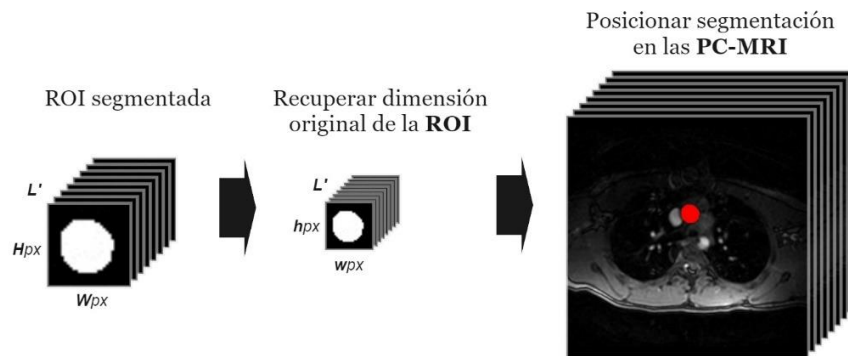 Posicionar segmentación
en las PC-MRI
ROI segmentada
Recuperar dimensión
original de la ROI
L'
Hpx
Wpx
L'
hpx
wpx